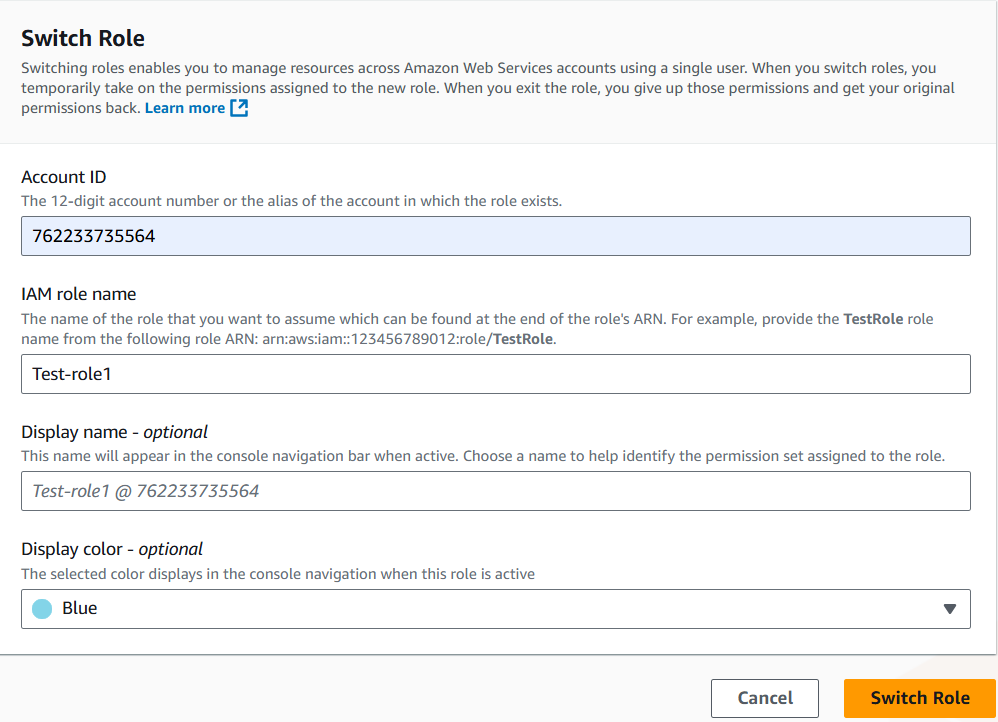 Switch Role
Switching roles enables you to manage resources across Amazon Web Services accounts using a single user. When you switch roles, you
temporarily take on the permissions assigned to the new role. When you exit the role, you give up those permissions and get your original
permissions back. Learn more
Account ID
The 12-digit account number or the alias of the account in which the role exists.
762233735564
IAM role name
The name of the role that you want to assume which can be found at the end of the role's ARN. For example, provide the TestRole role
name from the following role ARN: arn:aws:iam::123456789012:role/TestRole.
Test-role1
Display name - optional
This name will appear in the console navigation bar when active. Choose a name to help identify the permission set assigned to the role.
Test-role1 @ 762233735564
Display color - optional
The selected color displays in the console navigation when this role is active
Blue
Cancel
Switch Role